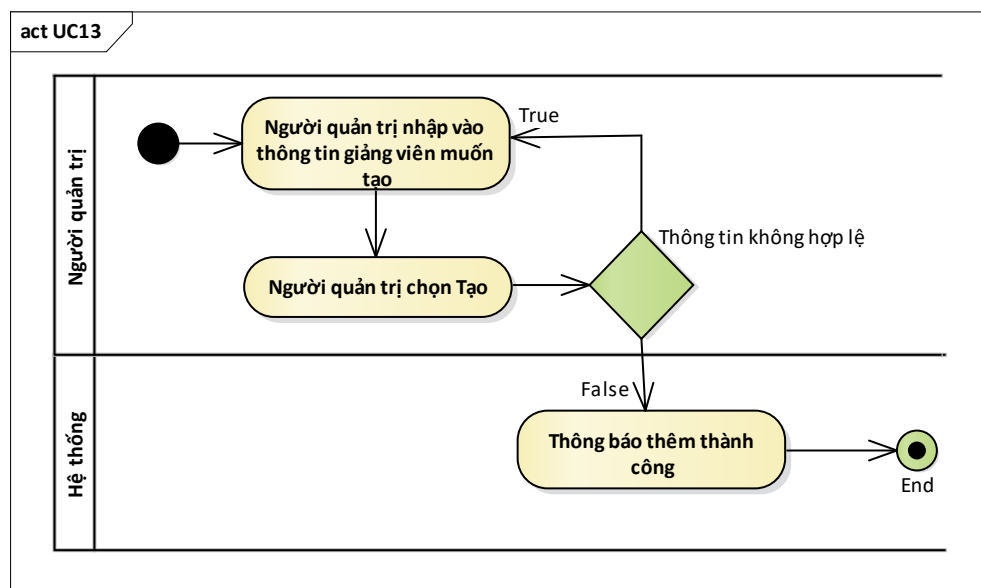 act UC13
Người quản trị
Người quản trị nhập vào
thông tin giảng viên muốn
tạo
True
Người quản trị chọn Tạo
Thông tin không hợp lệ
Hệ thống
False
Thông báo thêm thành
công
End